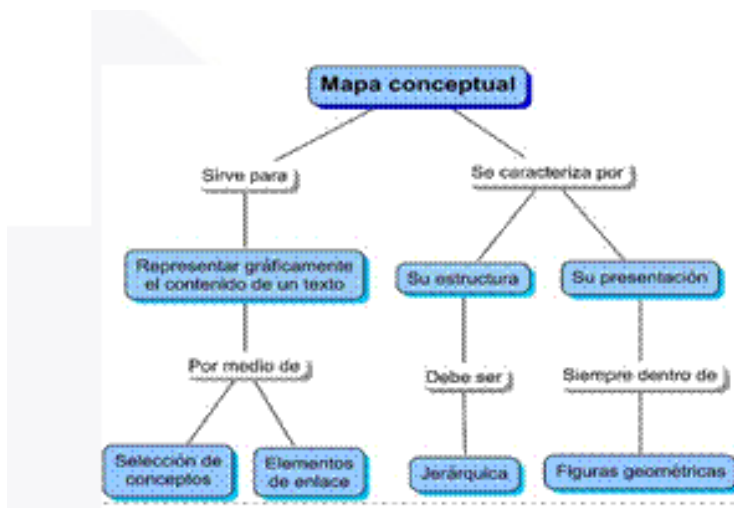 Mapa conceptual
Sirve para
Se caracteriza por
Representar gráficamente
el contenido de un texto
Su estructura
Su presentación
Por medio de
Debe ser
Siempre dentro de
Selección de
conceptos
Elementos
de enlace
Jerárquica
Figuras geométricas